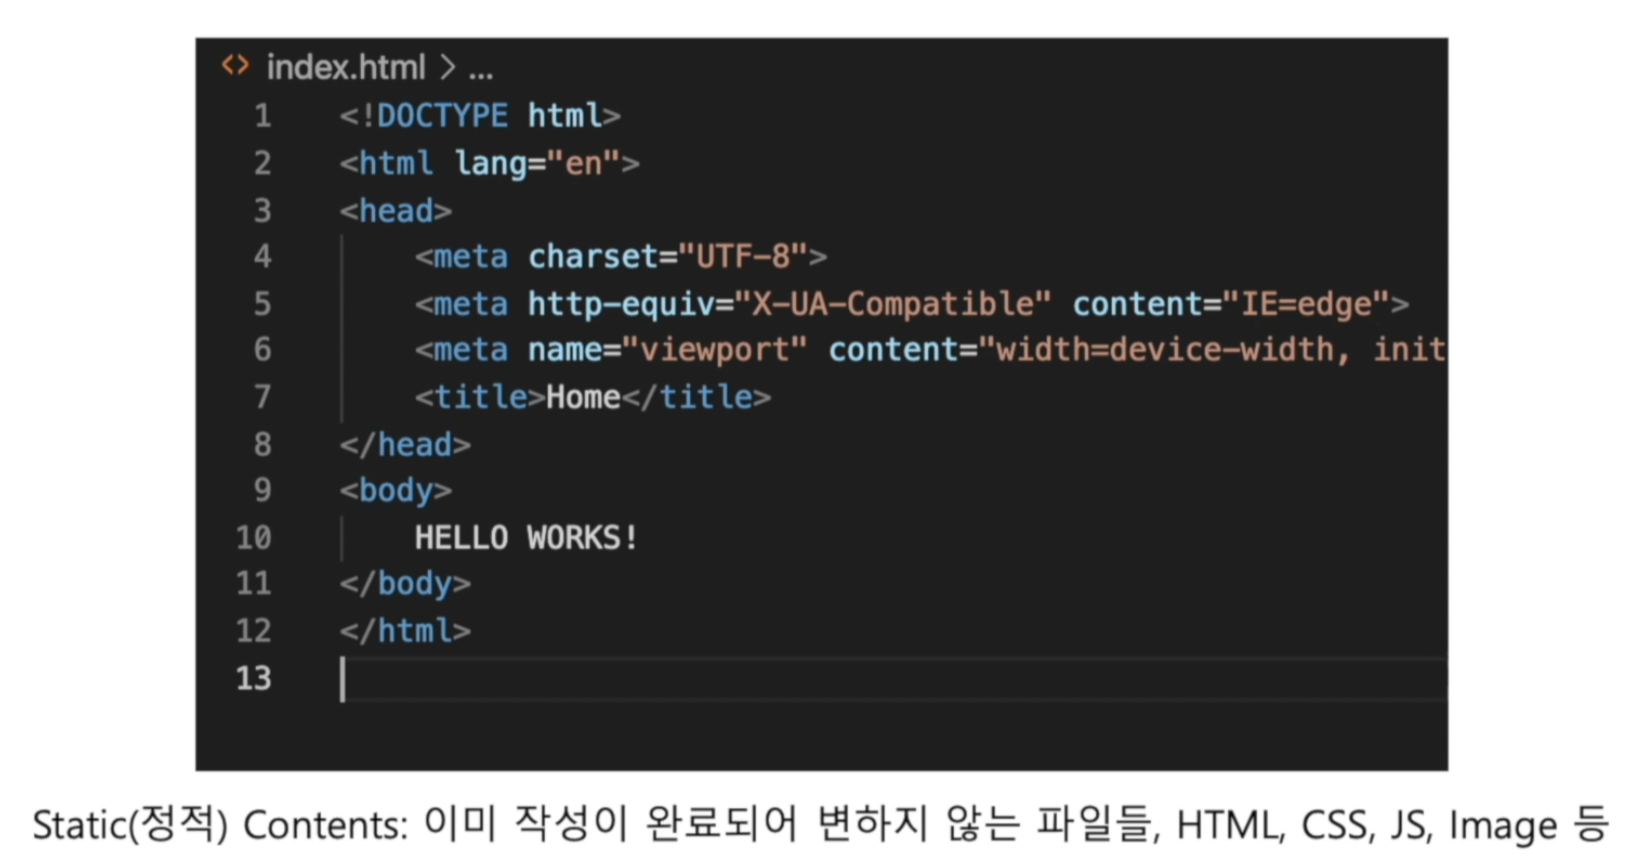 <> index.html > ...
1 <!DOCTYPE html>
2 <html lang="en">
3 <head>
4 <meta charset="UTF-8">
5 <meta http-equiv="X-UA-Compatible" content="IE=edge">
6 <meta name="viewport" content="width=device-width, init
7 <title>Home</title>
8 </head>
9 <body>
10 HELLO WORKS!
11 </body>
12 </html>
13
Static(정적) Contents: 이미 작성이 완료되어 변하지 않는 파일들, HTML, CSS, JS, Image 등